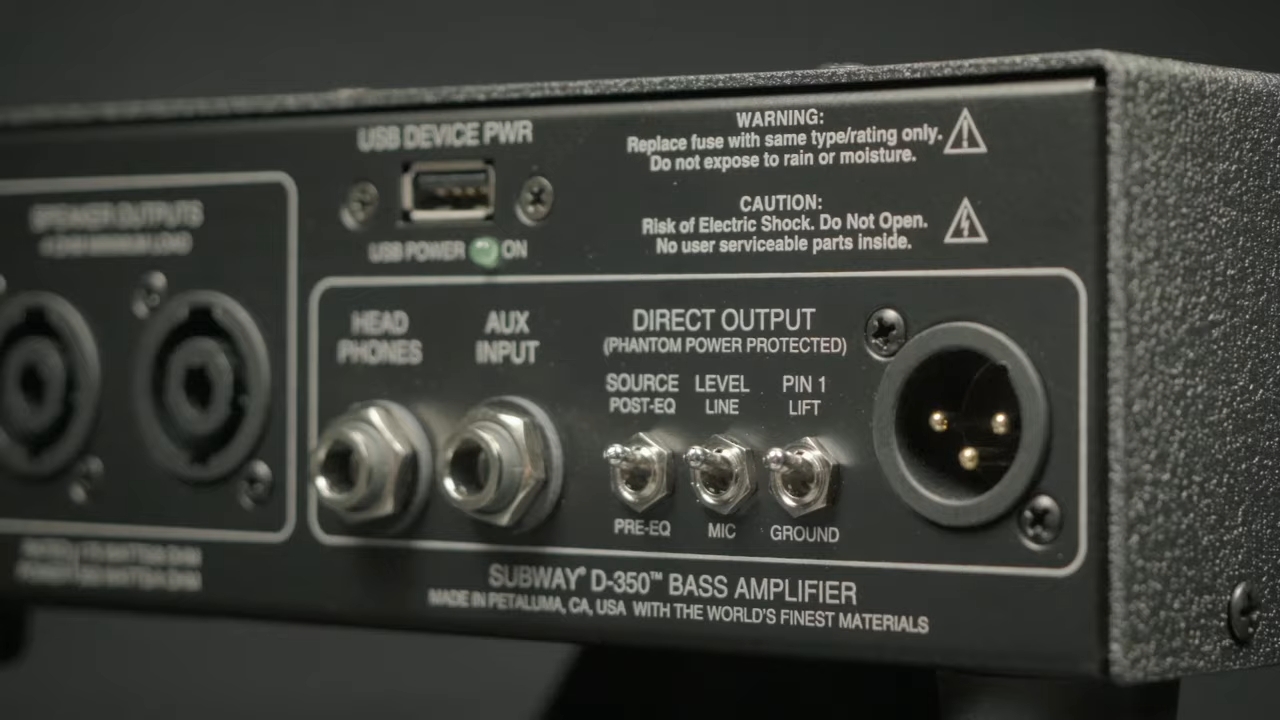 USB DEVICE PWR
USB POWER ON
WARNING:
Replace fuse with same type/rating only.
Do not expose to rain or moisture.
CAUTION:
Risk of Electric Shock. Do Not Open.
No user serviceable parts inside.
SPEAKER OUTPUTS
HEAD
PHONES
AUX
INPUT
DIRECT OUTPUT
(PHANTOM POWER PROTECTED)
SOURCE
POST-EQ
LEVEL
LINE
PIN 1
LIFT
PRE-EQ
MIC
GROUND
SUBWAY® D-350™ BASS AMPLIFIER
MADE IN PETALUMA, CA, USA WITH THE WORLD'S FINEST MATERIALS